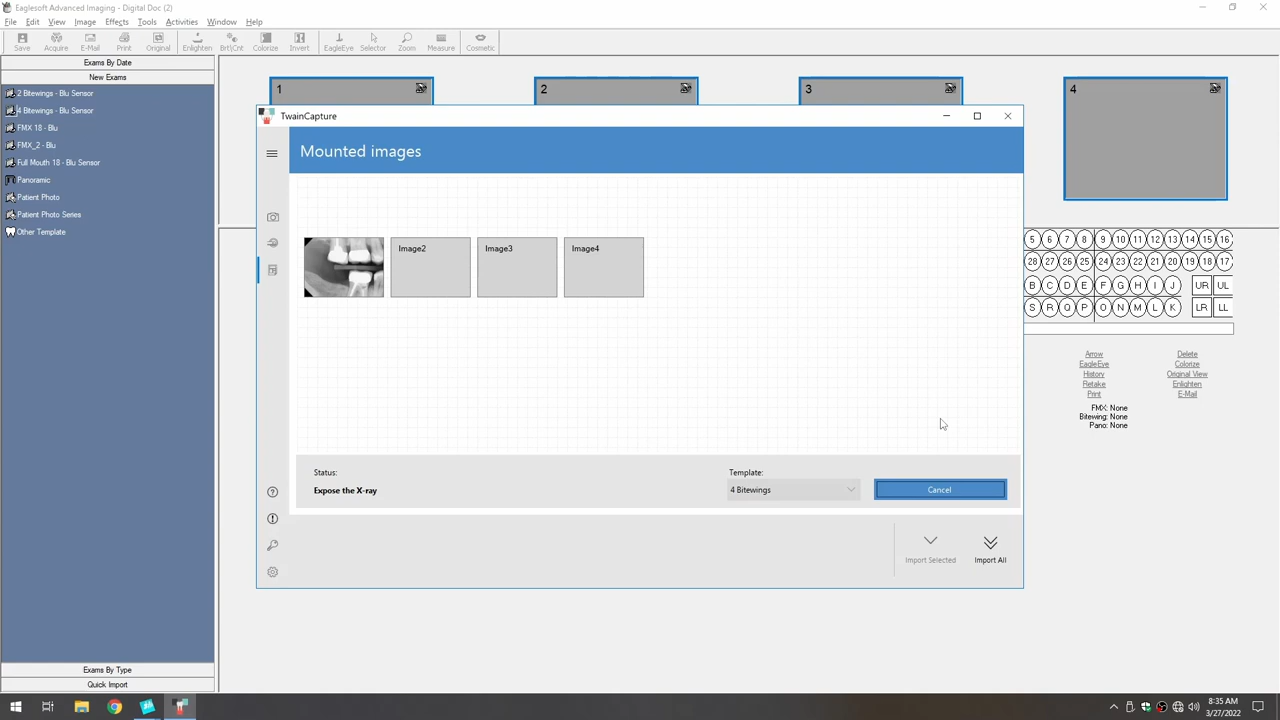 Eaglesoft Advanced Imaging - Digital Doc (2)
File Edit View Image Effects Tools Activities Window Help
Save Acquire E-Mail Print Original Enlighten Brt\Cnt Colorize Invert EagleEye Selector Zoom Measure Cosmetic
Exams By Date
New Exams
2 Bitewings - Blu Sensor
4 Bitewings - Blu Sensor
FMX 18 - Blu
FMX_2 - Blu
Full Mouth 18 - Blu Sensor
Panoramic
Patient Photo
Patient Photo Series
Other Template
Exams By Type
Quick Import
1 2 3 4
TwainCapture
Mounted images
Image2 Image3 Image4
Status:
Expose the X-ray
Template:
4 Bitewings
Cancel
Import Selected
Import All
5 6 7 8 9 10 11 12 13 14 15 16
28 27 26 25 24 23 22 21 20 19 18 17
B C D E F G H I J UR UL
S R Q P O N M L K LR LL
Arrow Delete
EagleEye Colorize
History Original View
Retake Enlighten
Print E-Mail
FMX: None
Bitewing: None
Pano: None
8:35 AM
3/27/2022